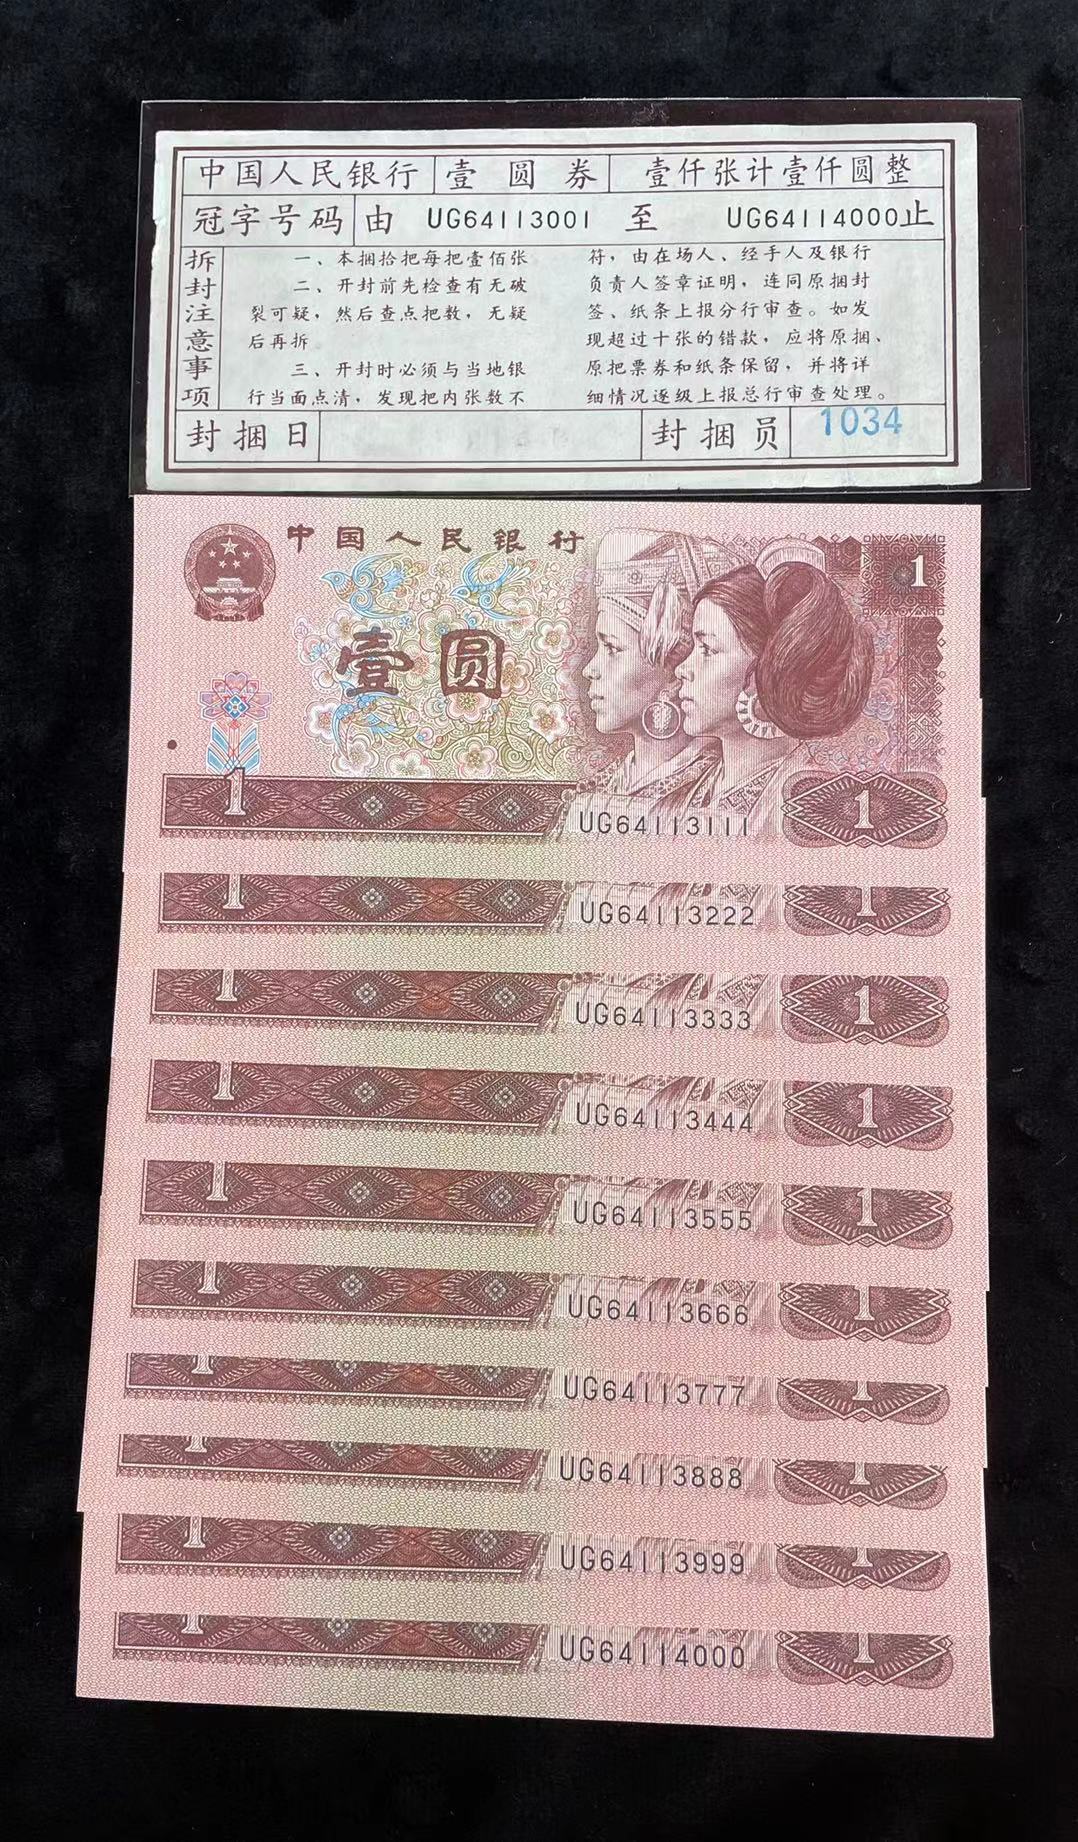 中国人民银行 壹圆券 壹仟张计壹仟圆整
冠字号码 由 UG64113001 至 UG64114000止
拆封注意事项
一、本捆拾把每把壹佰张
二、开封前先检查有无破
裂可疑，然后查点把数，无疑
后再拆。
三、开封时必须与当地银
行当面点清，发现把内张数不
符，由在场人、经手人及银行
负责人签章证明，连同原捆封
签、纸条上报分行审查。如发
现超过十张的错款，应将原捆、
原把票券和纸条保留，并将详
细情况逐级上报总行审查处理。
封捆日 封捆员 1034
中国人民银行
1
壹圆
1 UG64113111 1
1 UG64113222 1
1 UG64113333 1
1 UG64113444 1
1 UG64113555 1
1 UG64113666 1
1 UG64113777 1
1 UG64113888 1
1 UG64113999 1
1 UG64114000 1